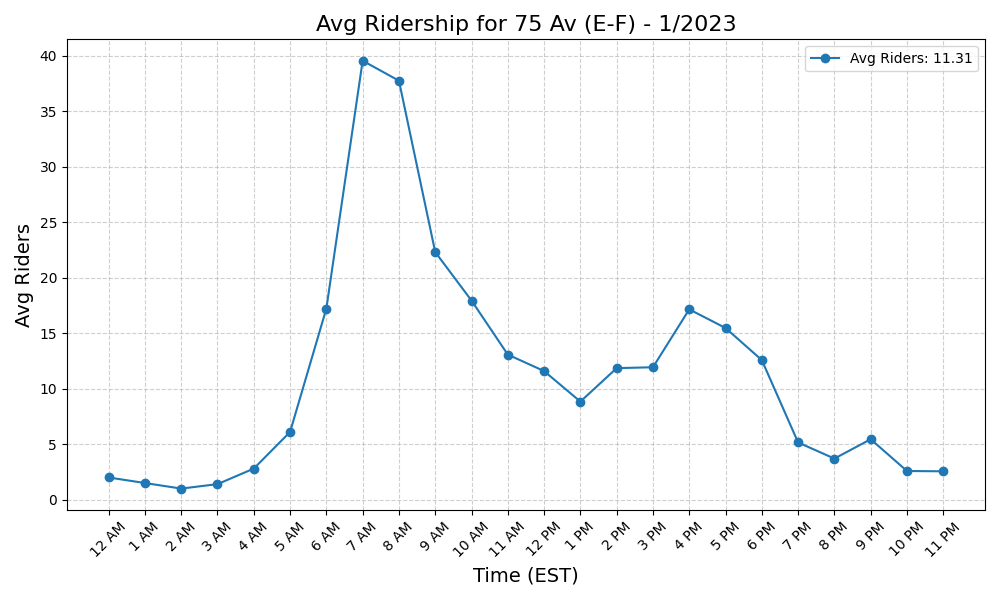 Avg Ridership for 75 Av (E-F) - 1/2023
Avg Riders: 11.31
Avg Riders
40
35
30
25
20
15
10
5
0
12 AM
1 AM
2 AM
3 AM
4 AM
5 AM
6 AM
7 AM
8 AM
9 AM
10 AM
11 AM
12 PM
1 PM
2 PM
3 PM
4 PM
5 PM
6 PM
7 PM
8 PM
9 PM
10 PM
11 PM
Time (EST)